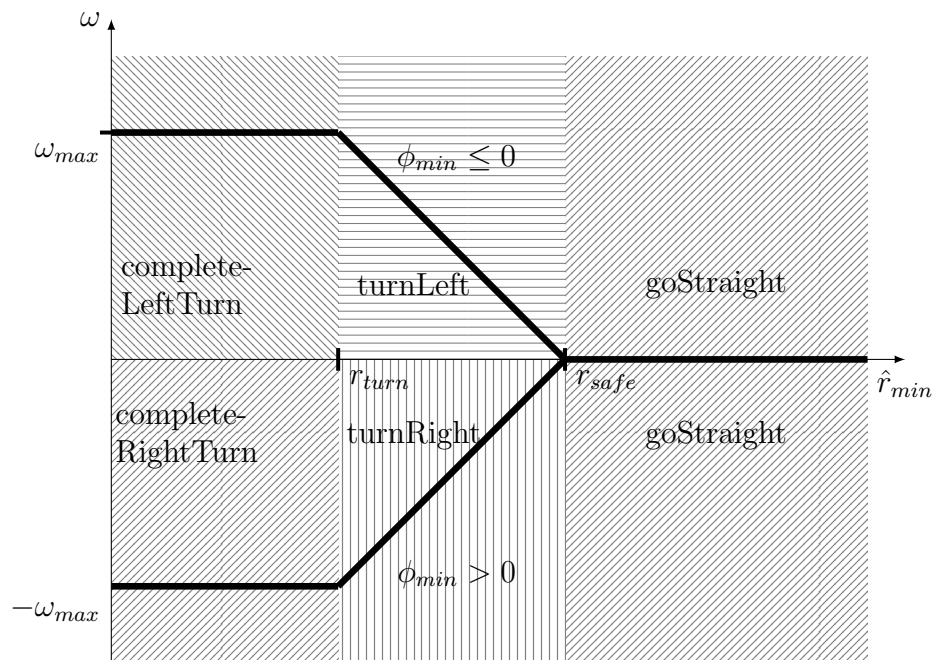 ω
ω_max
ϕ_min ≤ 0
complete-
LeftTurn
turnLeft
goStraight
r_turn
r_safe
r̂_min
complete-
RightTurn
turnRight
goStraight
ϕ_min > 0
−ω_max